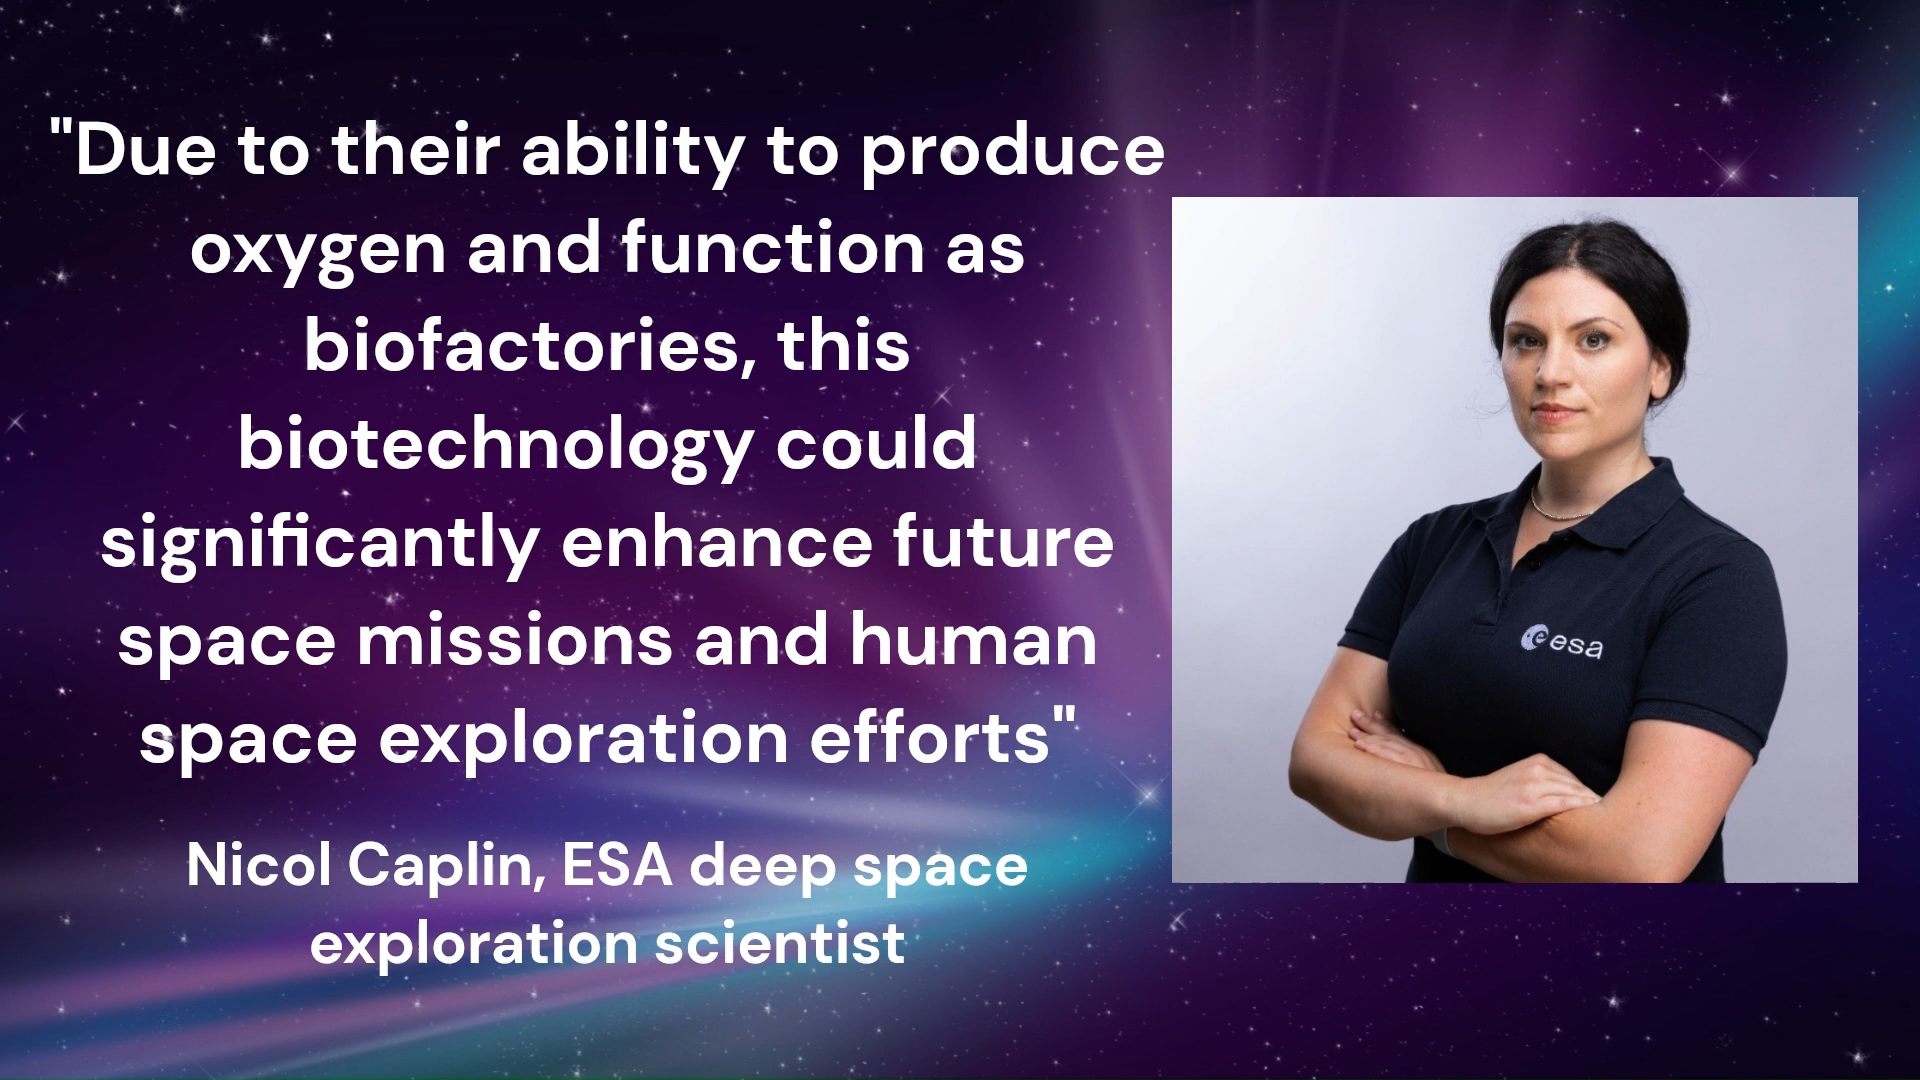 "Due to their ability to produce
oxygen and function as
biofactories, this
biotechnology could
significantly enhance future
space missions and human
space exploration efforts"
Nicol Caplin, ESA deep space
exploration scientist
esa